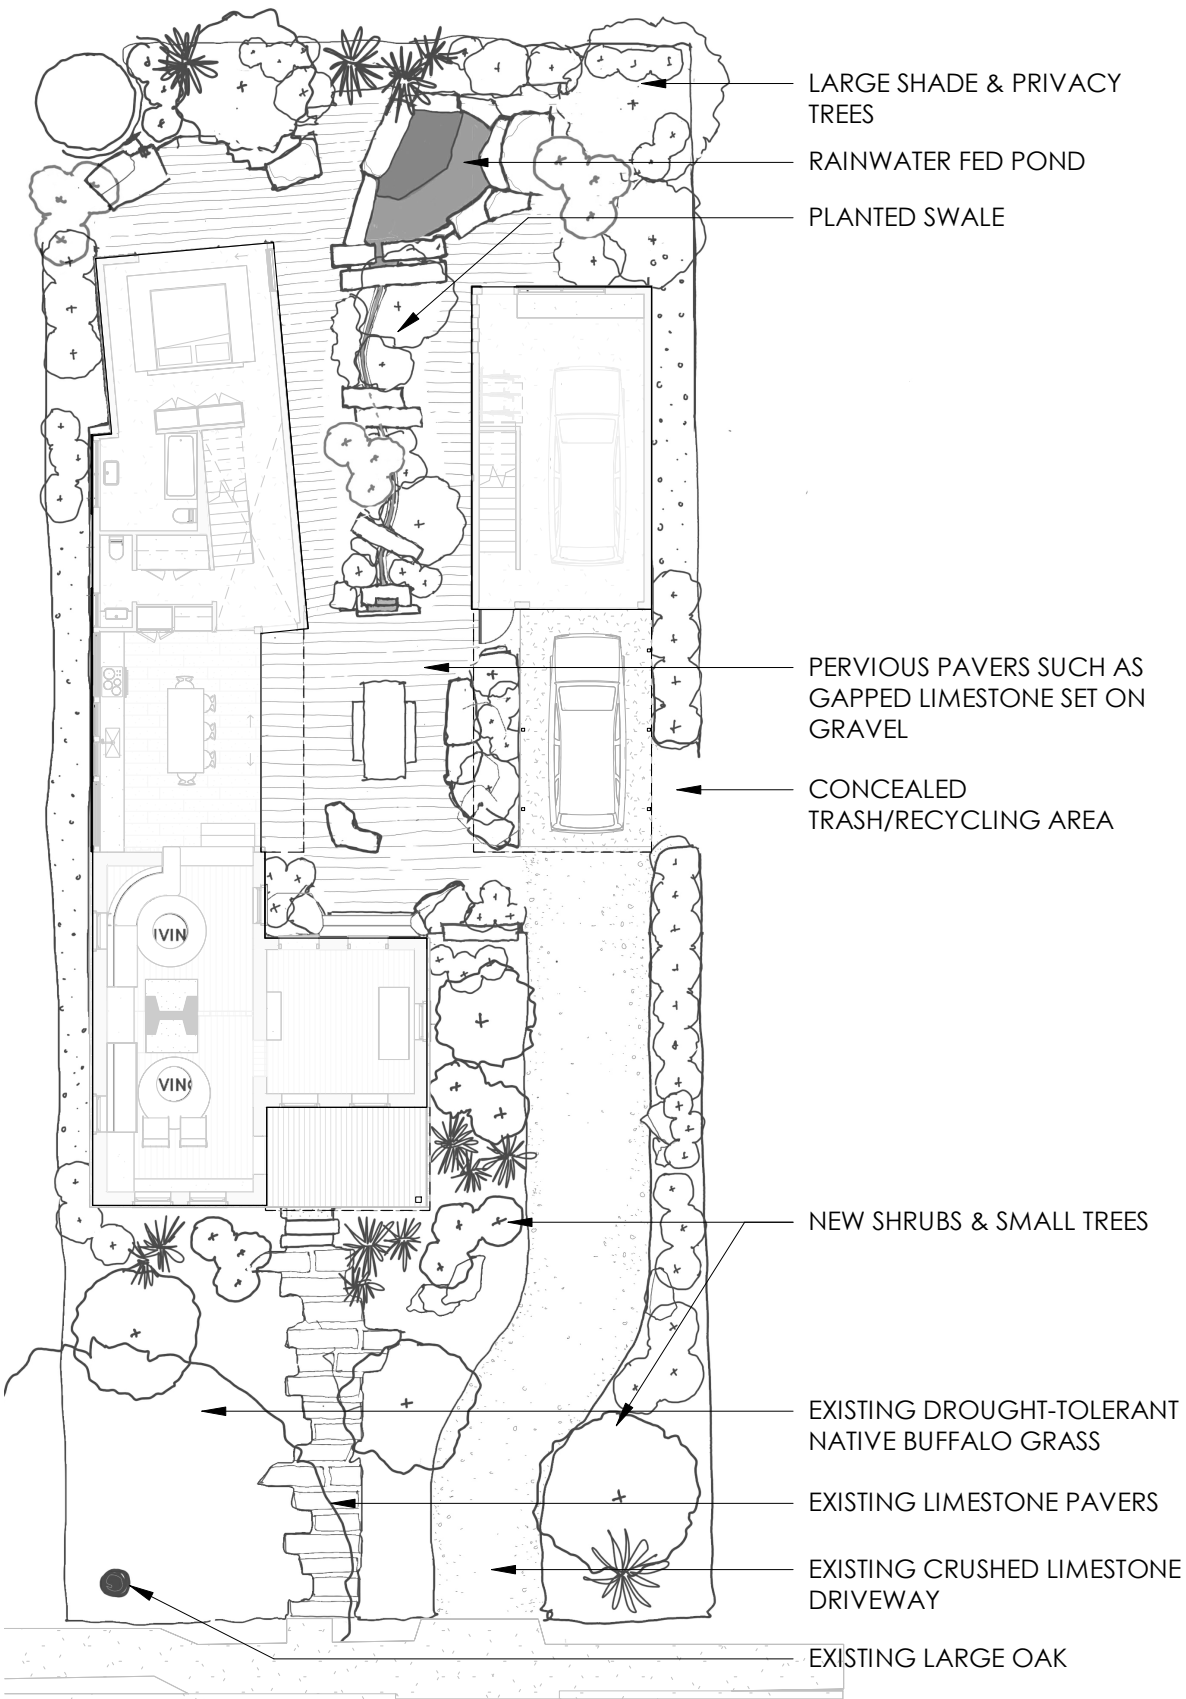 LARGE SHADE & PRIVACY
TREES
RAINWATER FED POND
PLANTED SWALE
PERVIOUS PAVERS SUCH AS
GAPPED LIMESTONE SET ON
GRAVEL
CONCEALED
TRASH/RECYCLING AREA
IVIN
VIN
NEW SHRUBS & SMALL TREES
EXISTING DROUGHT-TOLERANT
NATIVE BUFFALO GRASS
EXISTING LIMESTONE PAVERS
EXISTING CRUSHED LIMESTONE
DRIVEWAY
EXISTING LARGE OAK